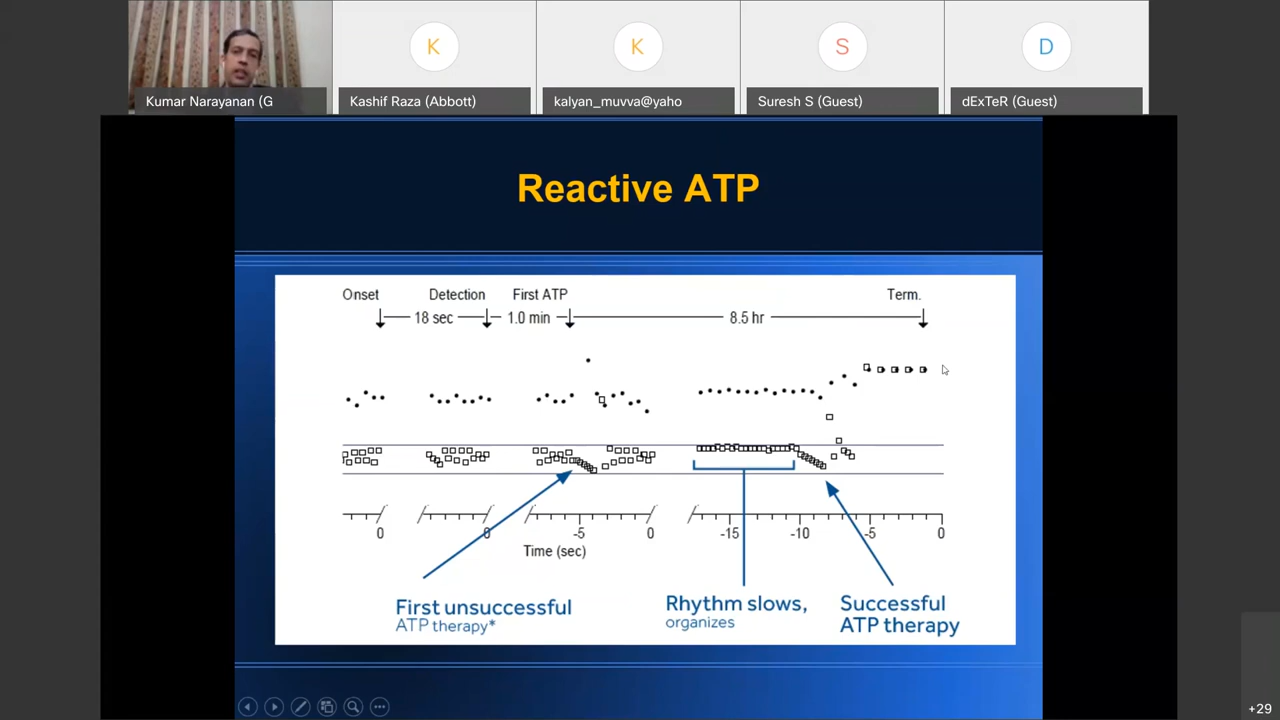 K
K
S
D
Kumar Narayanan (G
Kashif Raza (Abbott)
kalyan_muvva@yaho
Suresh S (Guest)
dExTeR (Guest)
Reactive ATP
Onset
Detection
First ATP
Term.
18 sec
1.0 min
8.5 hr
0
0
-5
0
-15
-10
-5
0
Time (sec)
First unsuccessful
ATP therapy*
Rhythm slows,
organizes
Successful
ATP therapy
+29